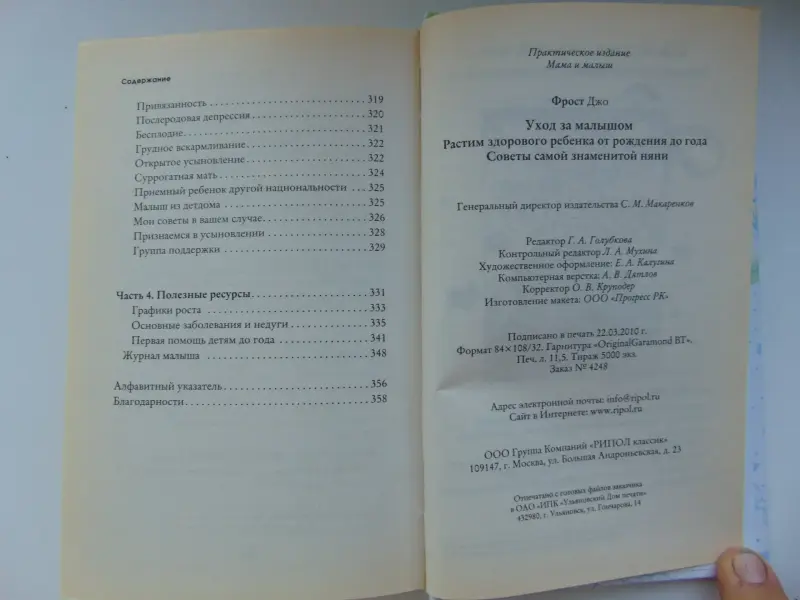 Содержание
Привязанность 319
Послеродовая депрессия 320
Бесплодие 321
Грудное вскармливание 322
Открытое усыновление 322
Суррогатная мать 324
Приемный ребенок другой национальности 325
Малыш из детдома 325
Мои советы в вашем случае 326
Признаемся в усыновлении 328
Группа поддержки 329
Часть 4. Полезные ресурсы 331
Графики роста 333
Основные заболевания и недуги 335
Первая помощь детям до года 341
Журнал малыша 348
Алфавитный указатель 356
Благодарности 358
Практическое издание
Мама и малыш
Фрост Джо
Уход за малышом
Растим здорового ребенка от рождения до года
Советы самой знаменитой няни
Генеральный директор издательства С. М. Макаренков
Редактор Г. А. Голубкова
Контрольный редактор Л. А. Мухина
Художественное оформление: Е. А. Калугина
Компьютерная верстка: А. В. Дятлов
Корректор О. В. Круподер
Изготовление макета: ООО «Прогресс РК»
Подписано в печать 22.03.2010 г.
Формат 84×108/32. Гарнитура «OriginalGaramond BT».
Печ. л. 11,5. Тираж 5000 экз.
Заказ № 4248
Адрес электронной почты: info@ripol.ru
Сайт в Интернете: www.ripol.ru
ООО Группа Компаний «РИПОЛ классик»
109147, г. Москва, ул. Большая Андроньевская, д. 23
Отпечатано с готовых файлов заказчика
в ОАО «ИПК «Ульяновский Дом печати»
432980, г. Ульяновск, ул. Гончарова, 14